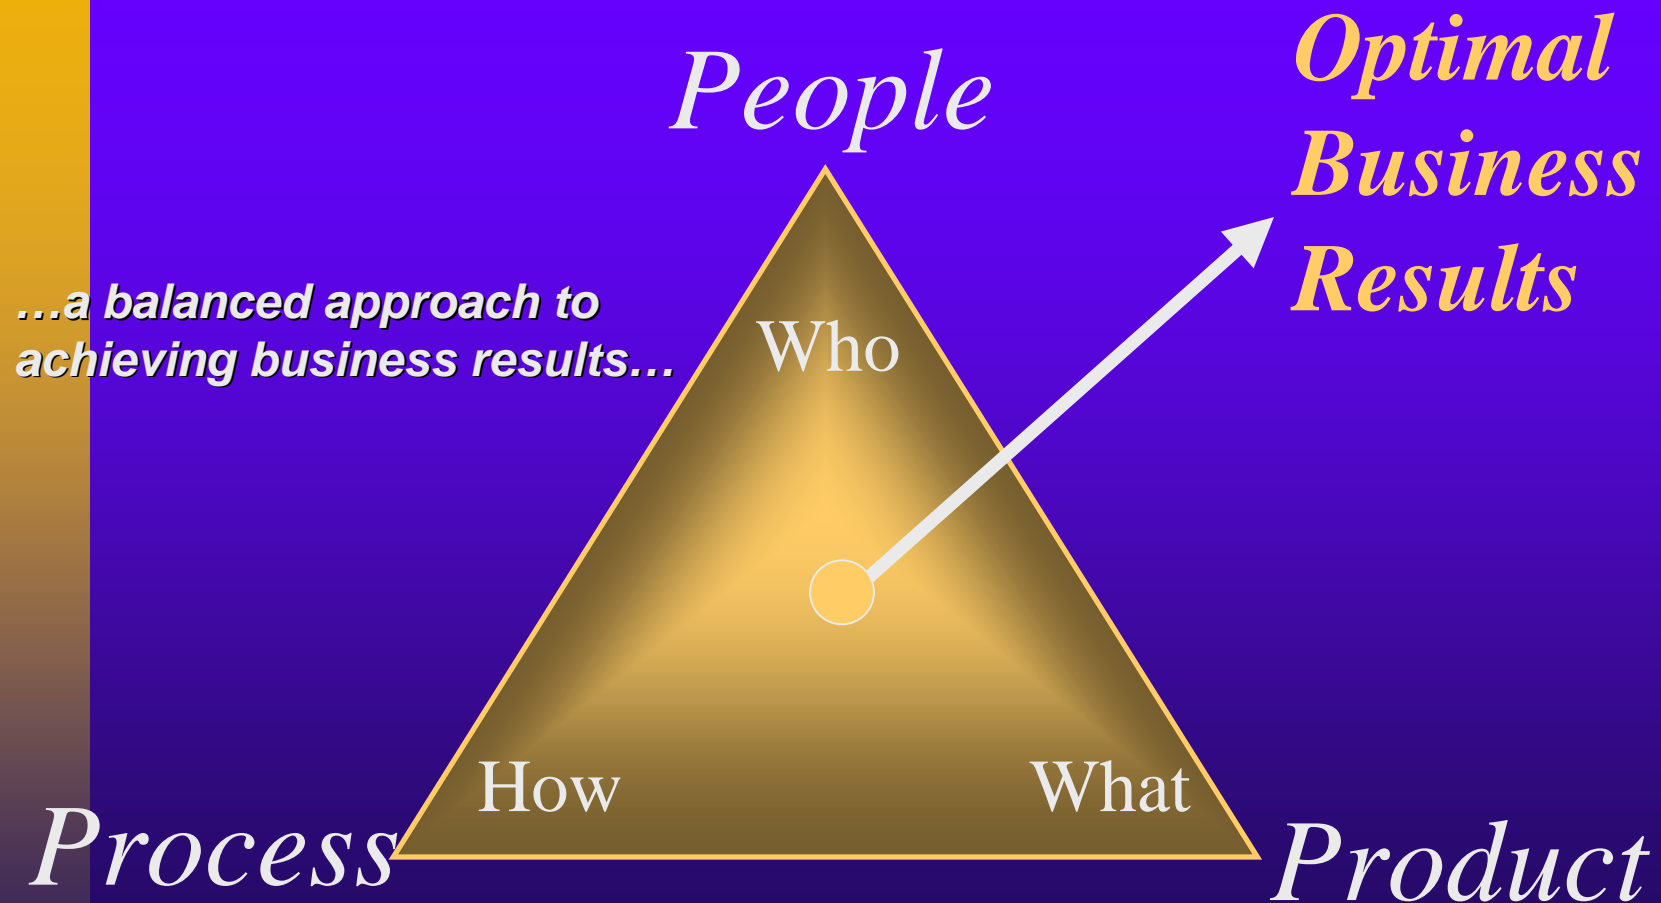 People
Optimal
Business
Results
…a balanced approach to
achieving business results…
Who
How
What
Process
Product